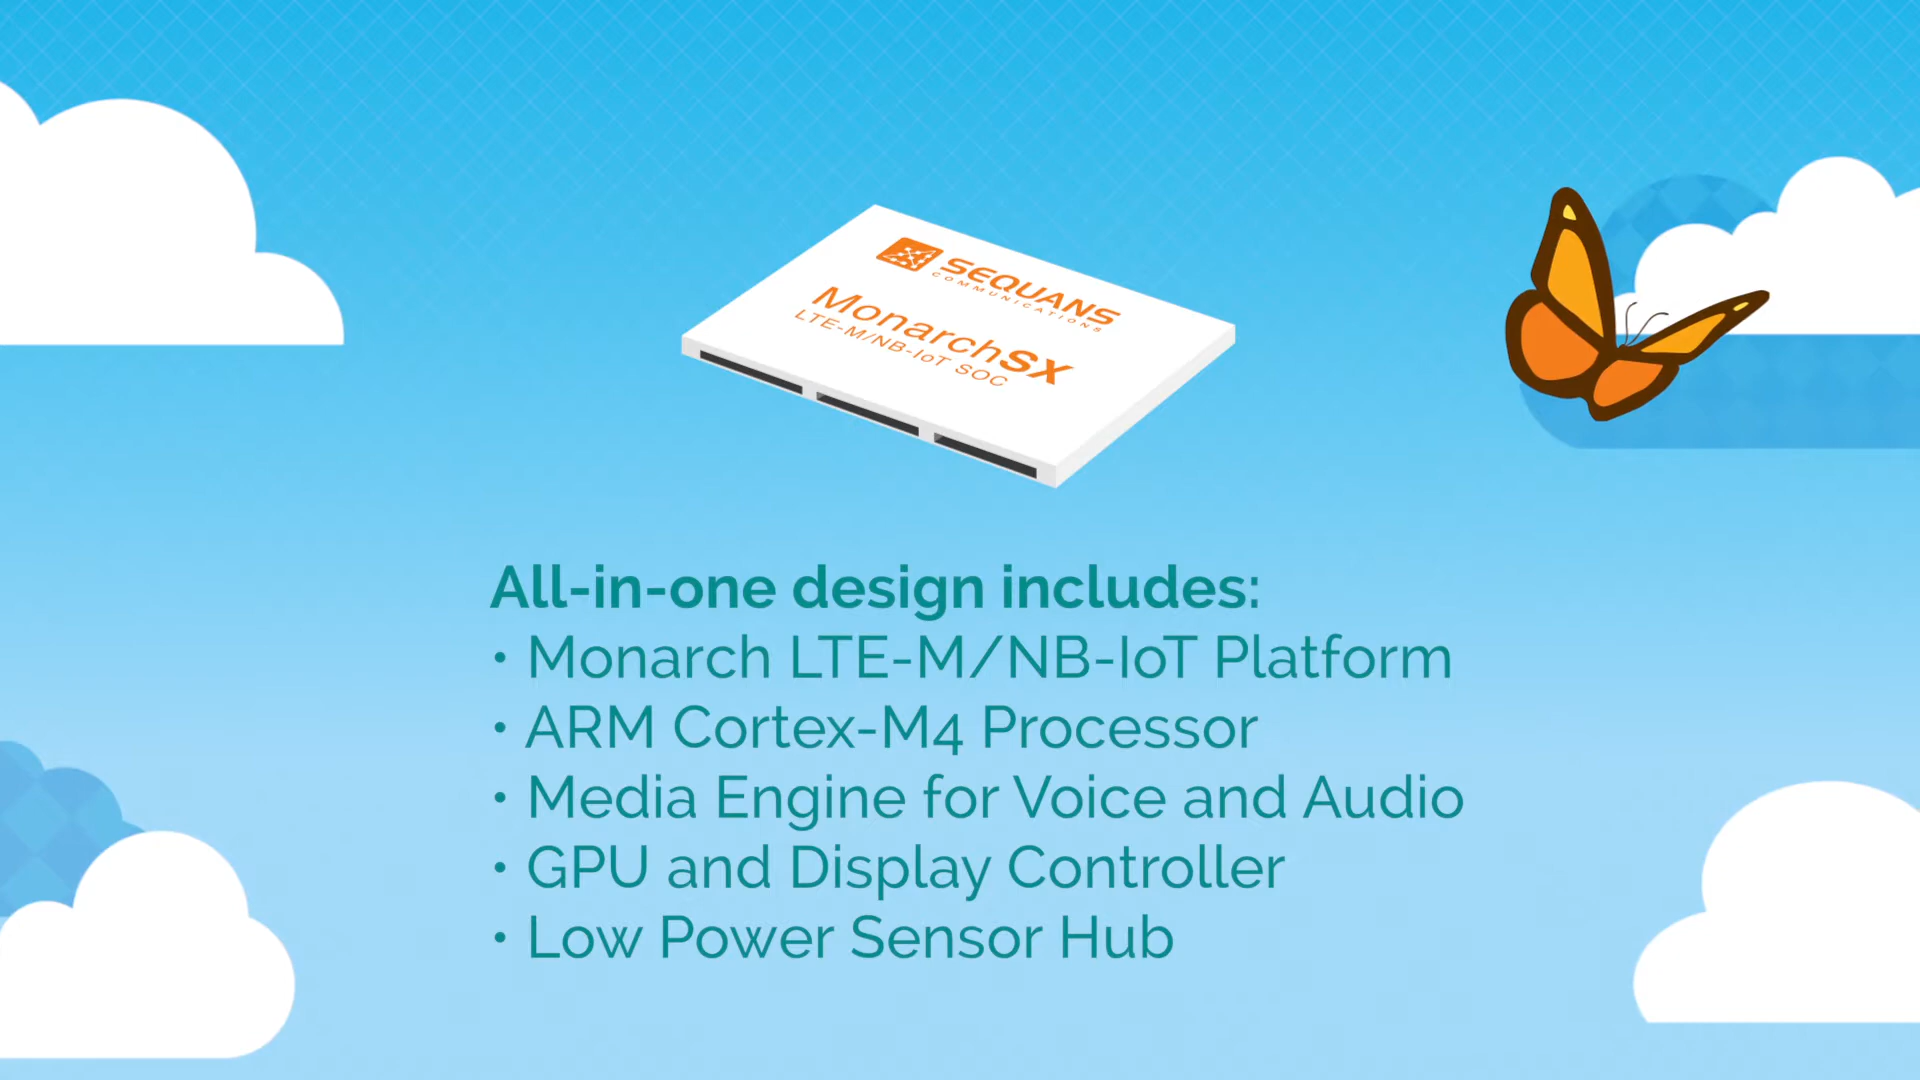 SEQUANS
COMMUNICATIONS
MonarchSX
LTE-M/NB-IoT SOC
All-in-one design includes:
• Monarch LTE-M/NB-IoT Platform
• ARM Cortex-M4 Processor
• Media Engine for Voice and Audio
• GPU and Display Controller
• Low Power Sensor Hub